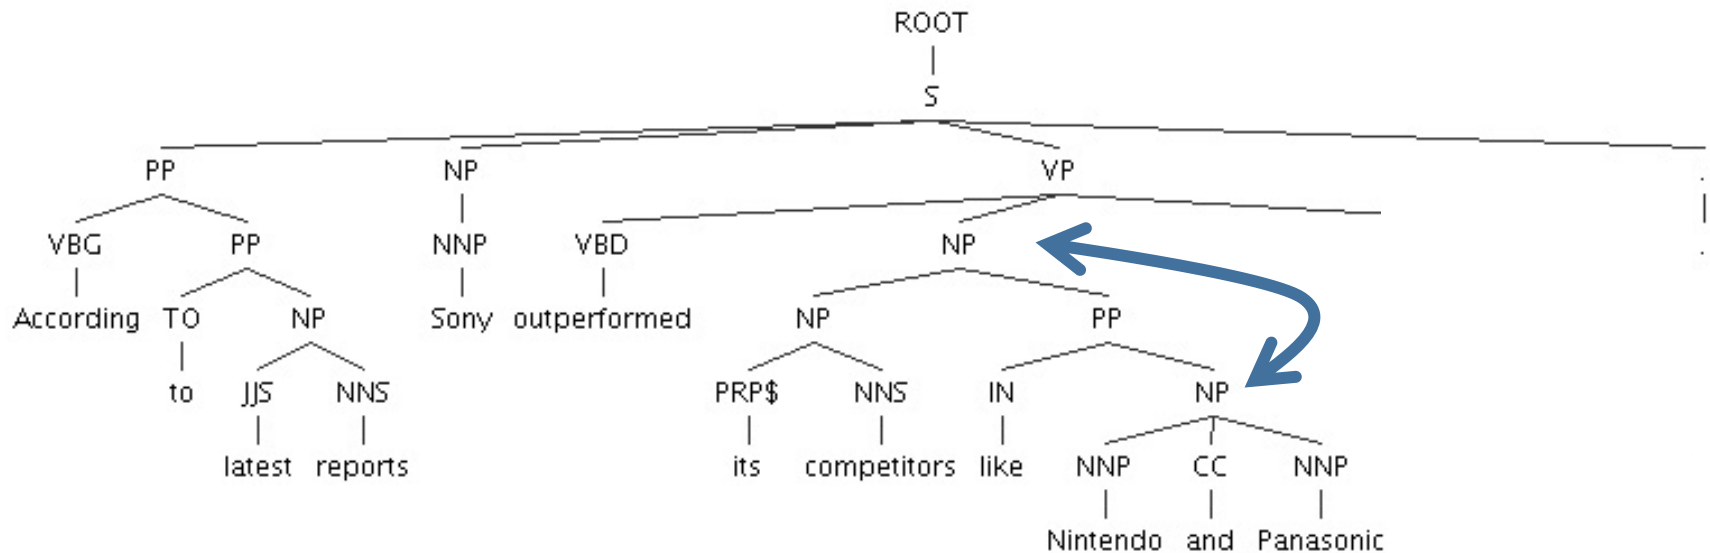 ROOT
S
PP NP VP .
VBG PP NNP VBD NP .
According TO NP Sony outperformed NP PP
to JJS NNS PRP$ NNS IN NP
latest reports its competitors like NNP CC NNP
Nintendo and Panasonic